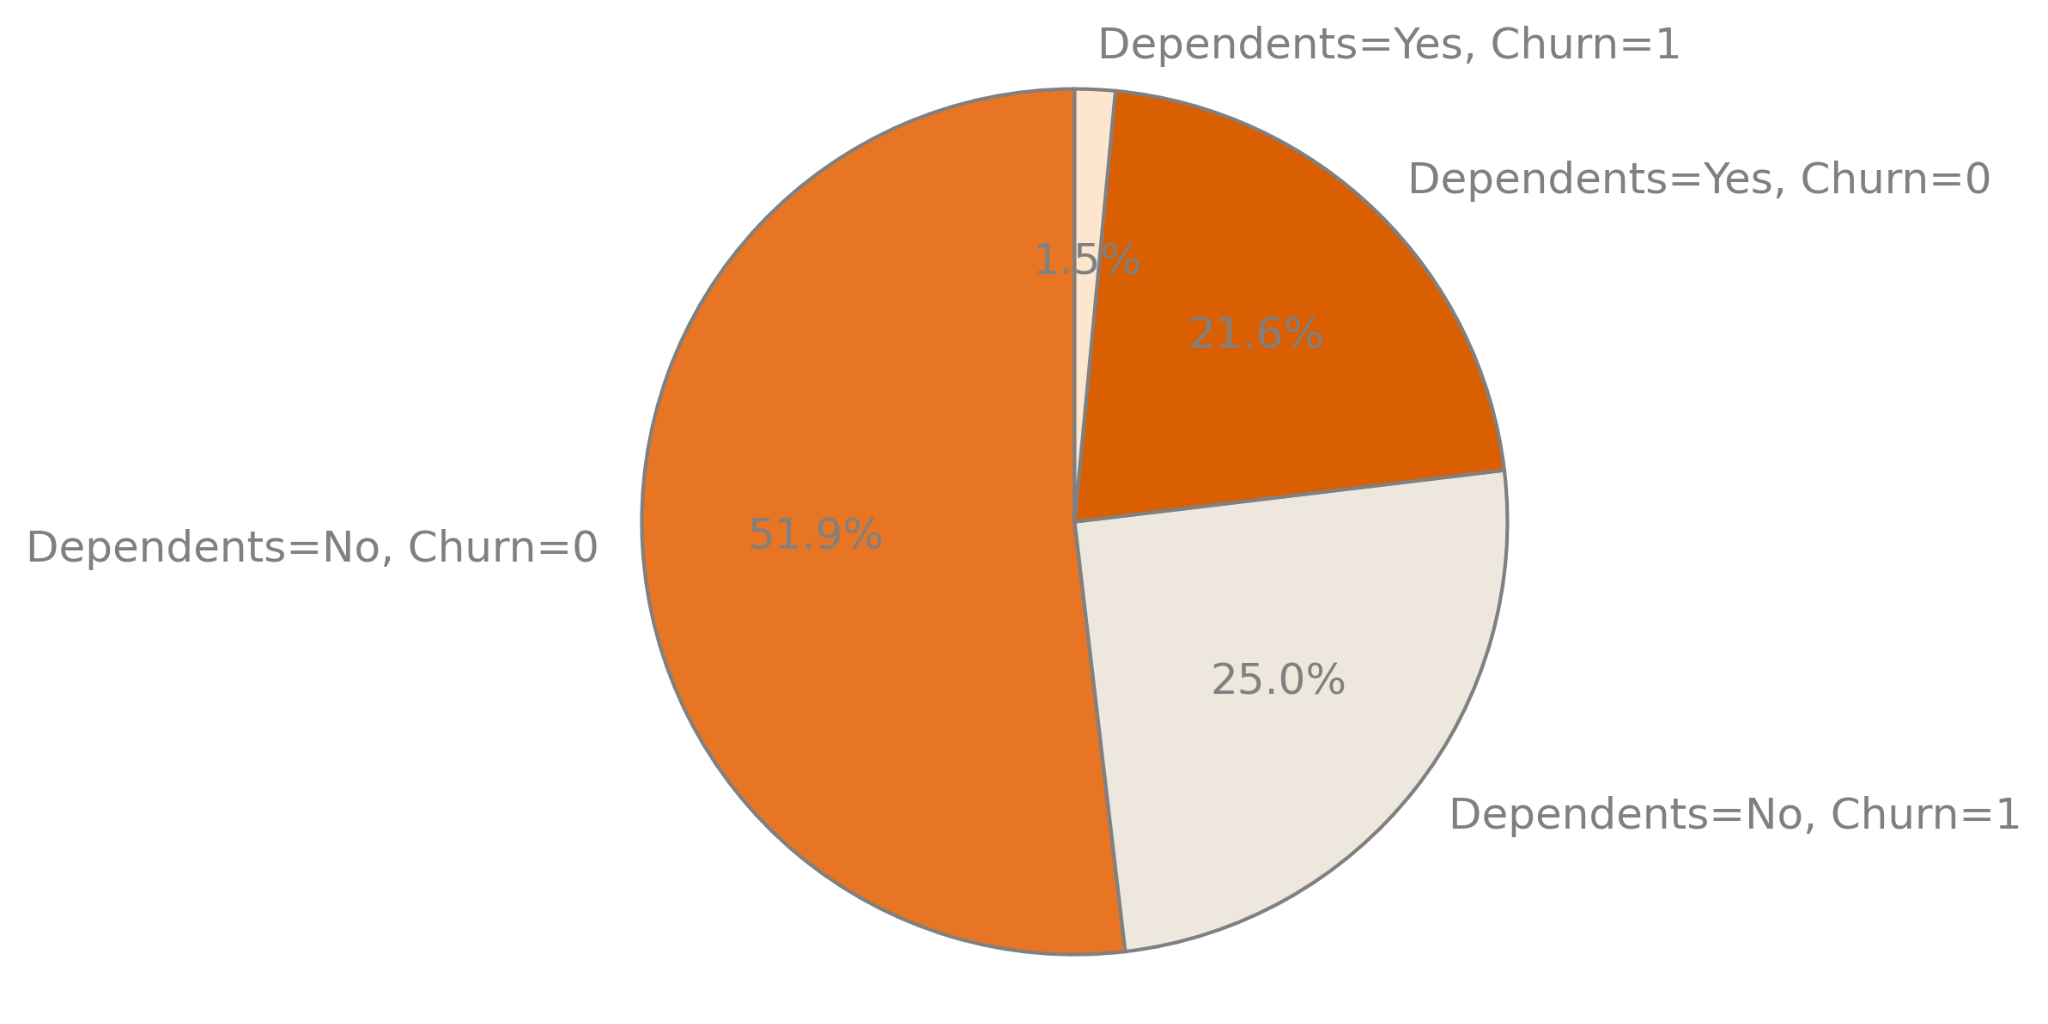 Dependents=Yes, Churn=1
Dependents=Yes, Churn=0
1.5%
21.6%
51.9%
Dependents=No, Churn=0
25.0%
Dependents=No, Churn=1